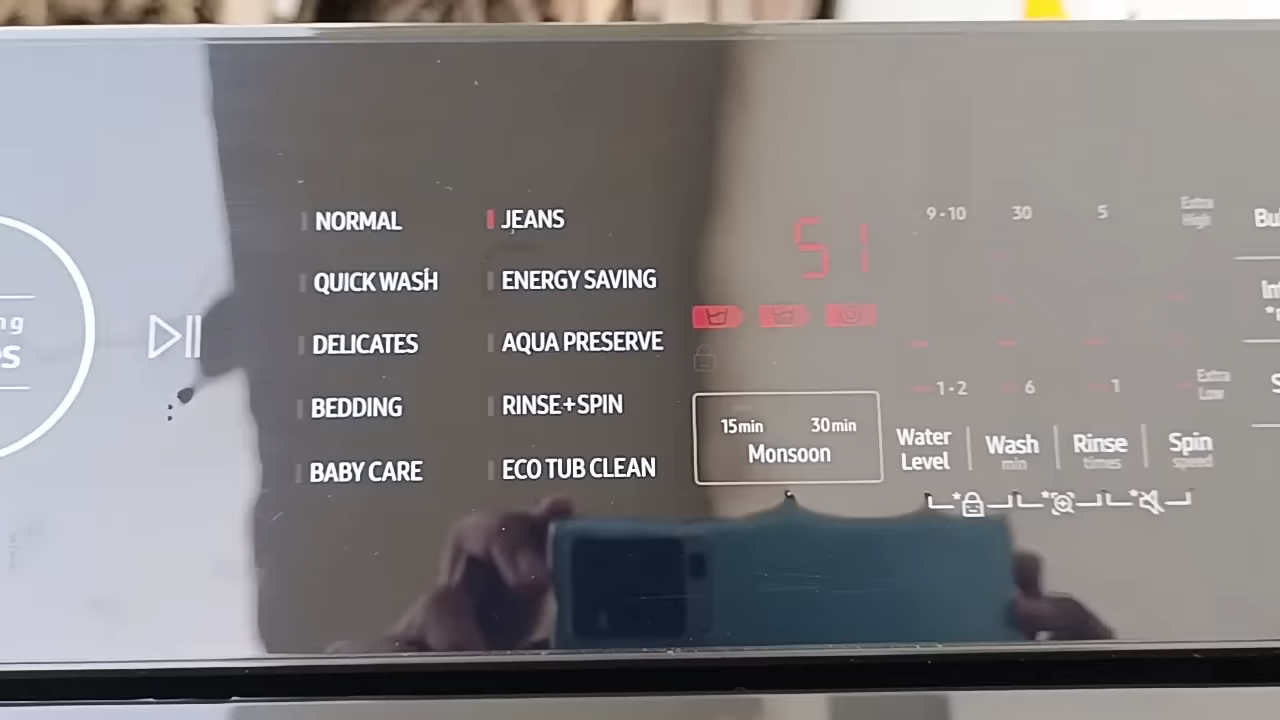 NORMAL
QUICK WASH
DELICATES
BEDDING
BABY CARE
JEANS
ENERGY SAVING
AQUA PRESERVE
RINSE+SPIN
ECO TUB CLEAN
51
15min 30min
Monsoon
9-10 30 5 Extra High
1-2 6 1 Extra Low
Water Level
Wash min
Rinse times
Spin speed